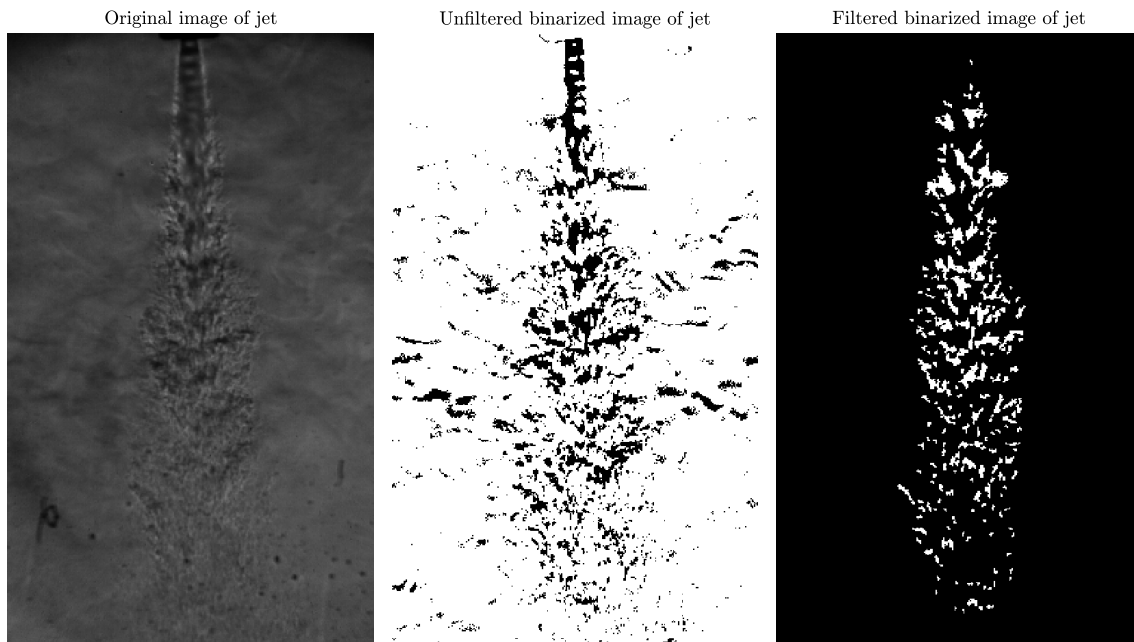 Original image of jet
Unfiltered binarized image of jet
Filtered binarized image of jet